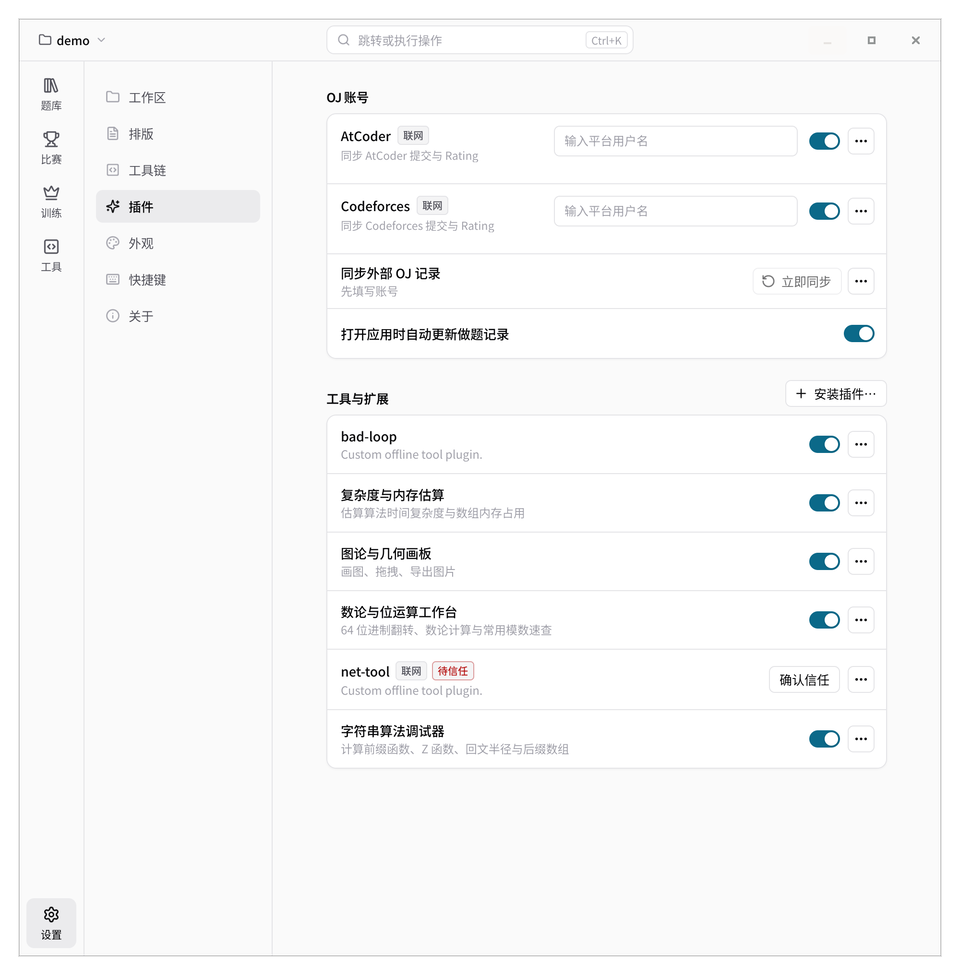 demo
跳转或执行操作
Ctrl+K
题库
比赛
训练
工具
设置
工作区
排版
工具链
插件
外观
快捷键
关于
OJ 账号
AtCoder 联网
同步 AtCoder 提交与 Rating
输入平台用户名
Codeforces 联网
同步 Codeforces 提交与 Rating
输入平台用户名
同步外部 OJ 记录
先填写账号
立即同步
打开应用时自动更新做题记录
工具与扩展
安装插件…
bad-loop
Custom offline tool plugin.
复杂度与内存估算
估算算法时间复杂度与数组内存占用
图论与几何画板
画图、拖拽、导出图片
数论与位运算工作台
64 位进制翻转、数论计算与常用模数速查
net-tool 联网 待信任
Custom offline tool plugin.
确认信任
字符串算法调试器
计算前缀函数、Z 函数、回文半径与后缀数组